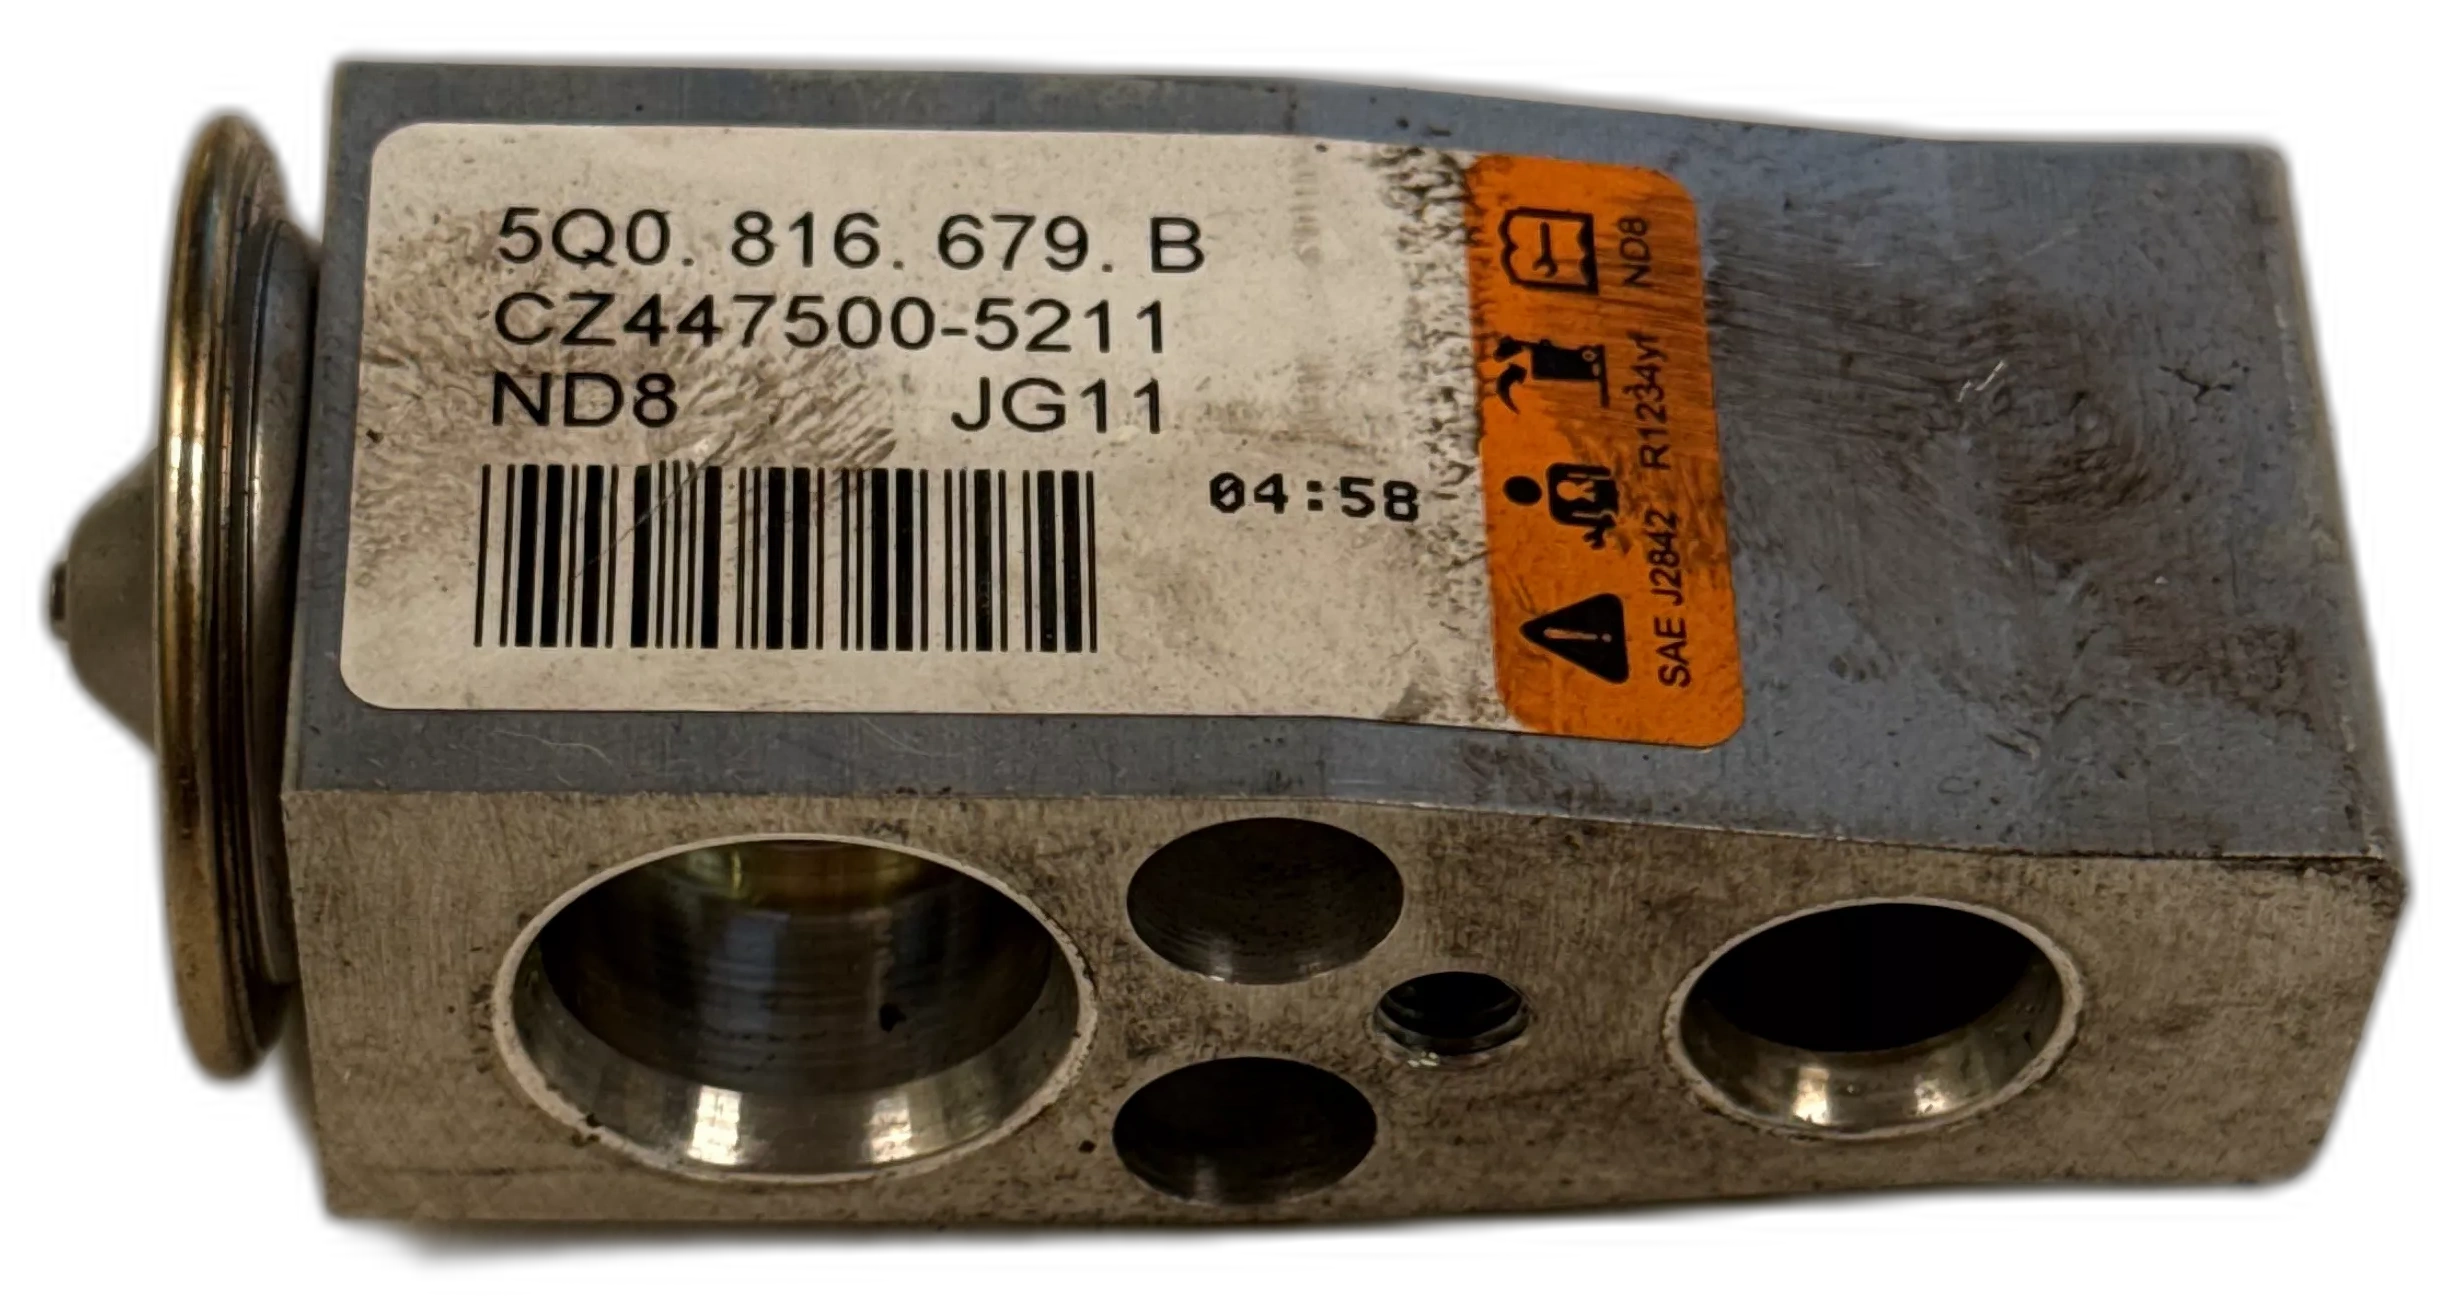 5Q0. 816. 679. B
CZ447500-5211
ND8 JG11
04:58
SAE J2842 R1234yf ND8